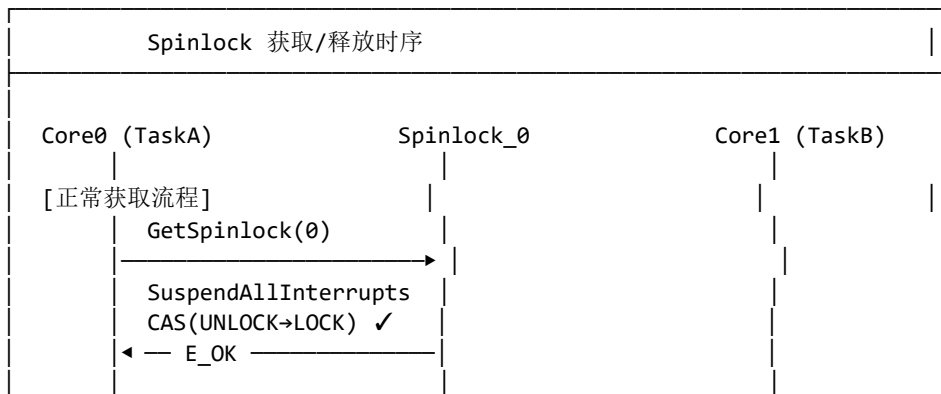 Spinlock 获取/释放时序
Core0 (TaskA) Spinlock_0 Core1 (TaskB)
[正常获取流程]
GetSpinlock(0)
SuspendAllInterrupts
CAS(UNLOCK→LOCK) ✓
E_OK